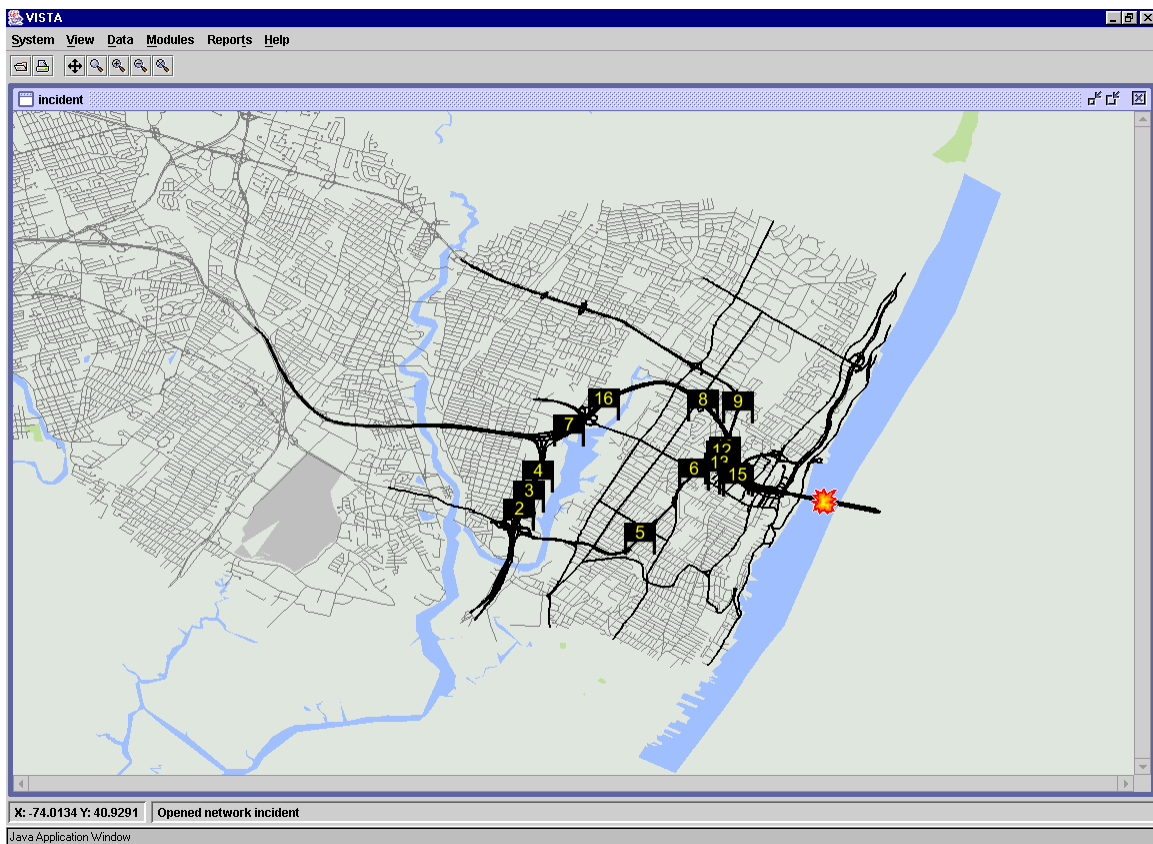 VISTA
System View Data Modules Reports Help
incident
16
8
9
7
12
6
15
4
3
2
5
X: -74.0134 Y: 40.9291
Opened network incident
Java Application Window